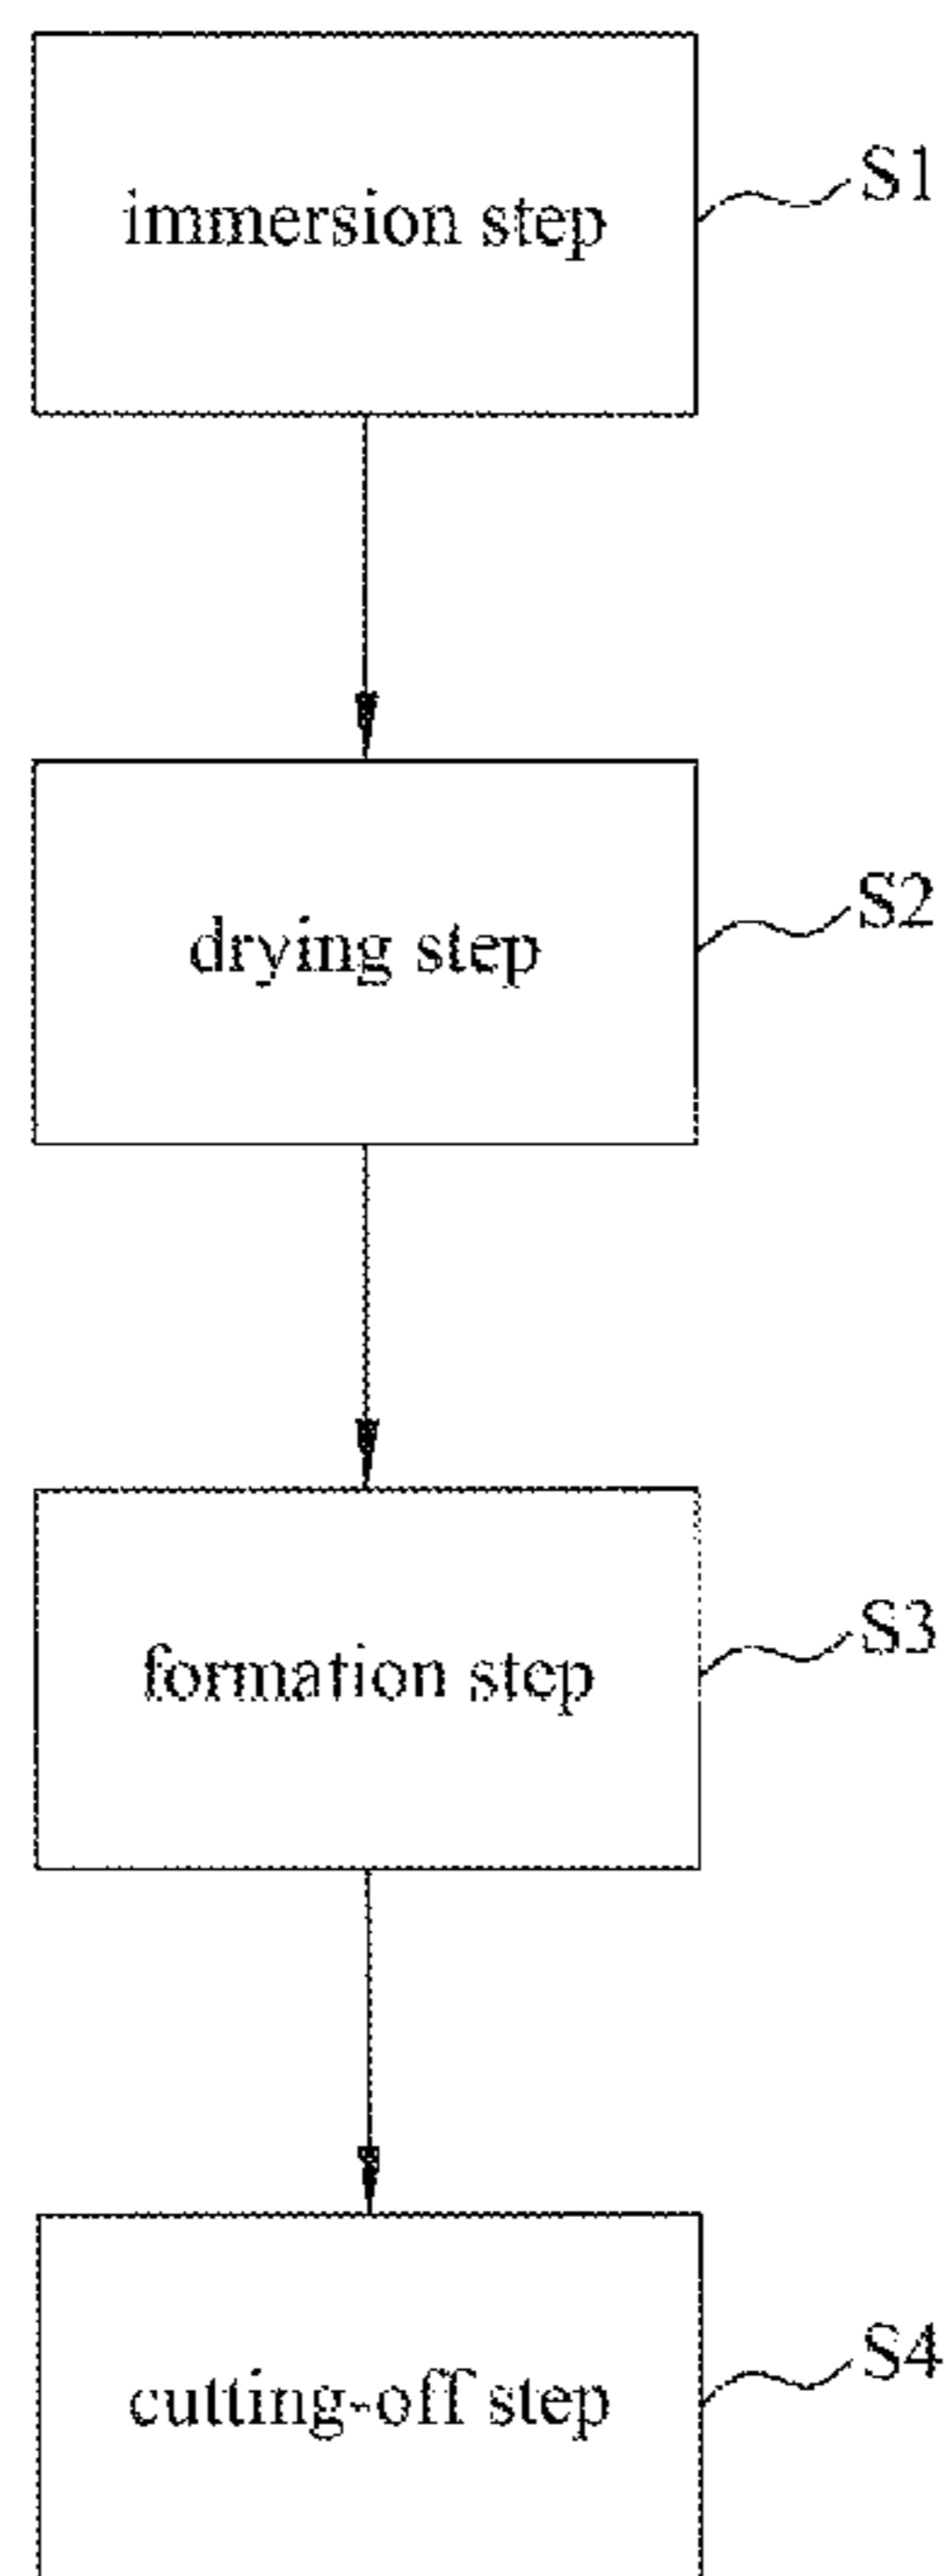 immersion step
S1
drying step
S2
formation step
S3
cutting-off step
S4